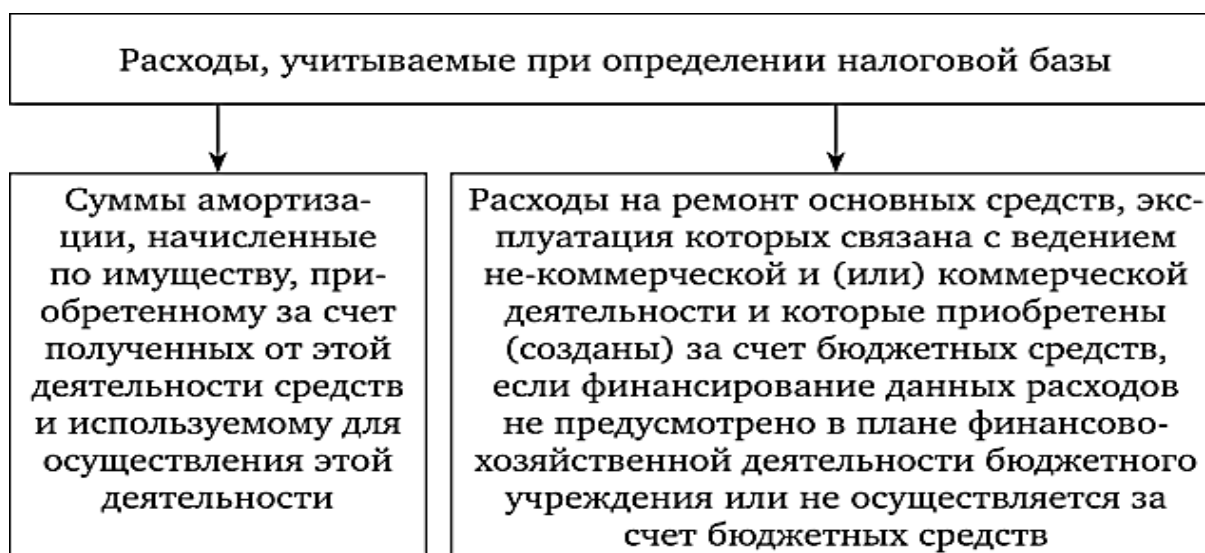 Расходы, учитываемые при определении налоговой базы
Суммы амортиза-
ции, начисленные
по имуществу, при-
обретенному за счет
полученных от этой
деятельности средств
и используемому для
осуществления этой
деятельности
Расходы на ремонт основных средств, экс-
плуатация которых связана с ведением
не-коммерческой и (или) коммерческой
деятельности и которые приобретены
(созданы) за счет бюджетных средств,
если финансирование данных расходов
не предусмотрено в плане финансово-
хозяйственной деятельности бюджетного
учреждения или не осуществляется за
счет бюджетных средств